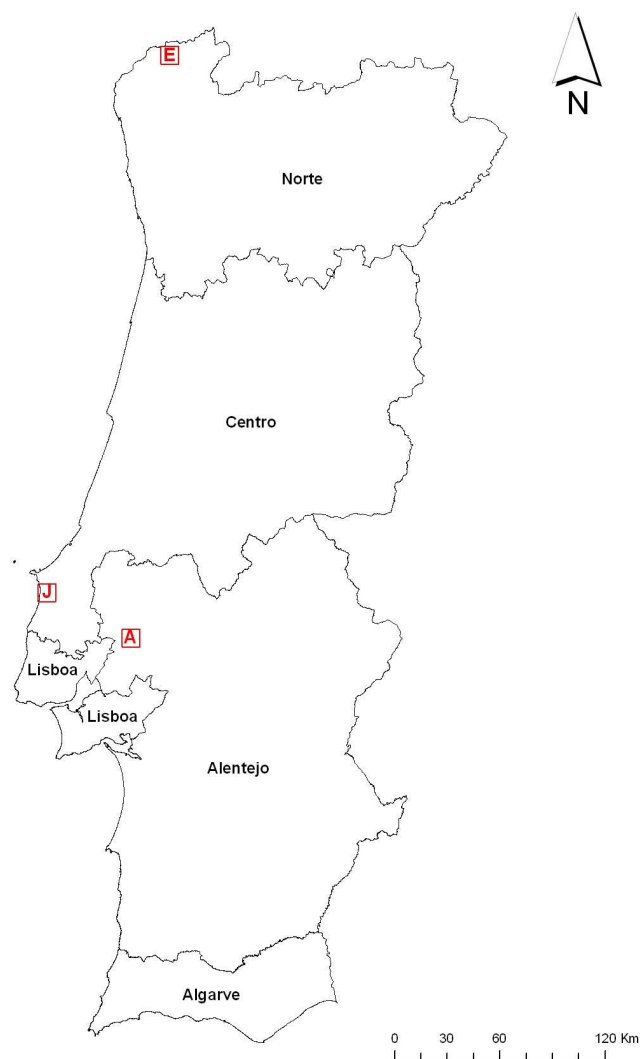 E
N
Norte
Centro
J
A
Lisboa
Lisboa
Alentejo
Algarve
0 30 60 120 Km